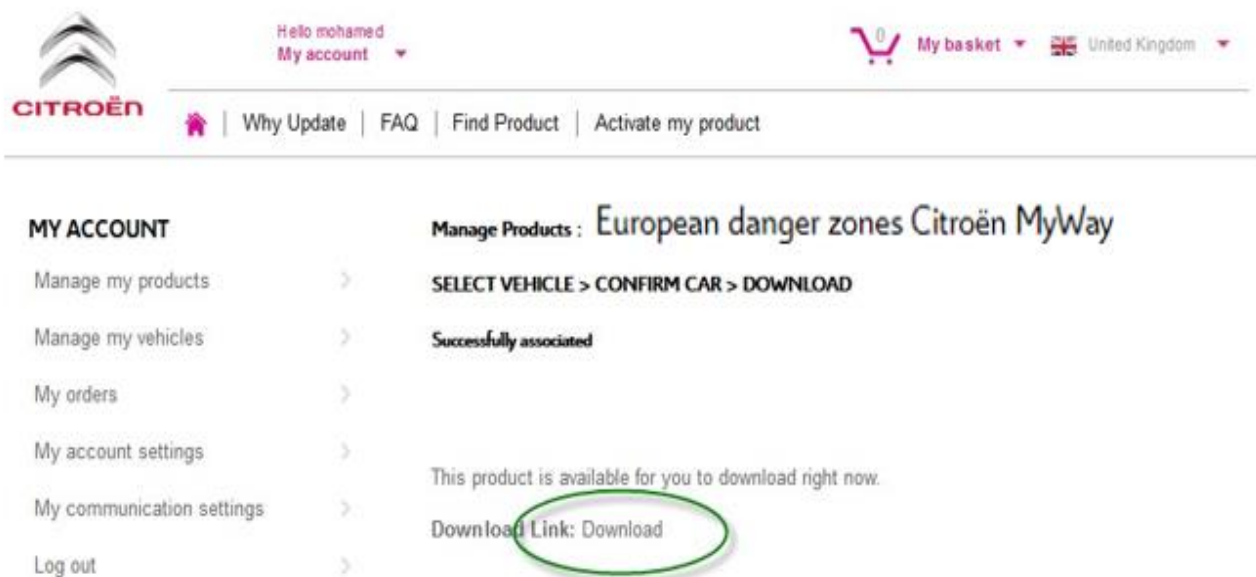 Hello mohamed
My account
0
My basket
United Kingdom
CITROËN
Why Update | FAQ | Find Product | Activate my product
MY ACCOUNT
Manage my products
Manage my vehicles
My orders
My account settings
My communication settings
Log out
Manage Products : European danger zones Citroën MyWay
SELECT VEHICLE > CONFIRM CAR > DOWNLOAD
Successfully associated
This product is available for you to download right now.
Download Link: Download